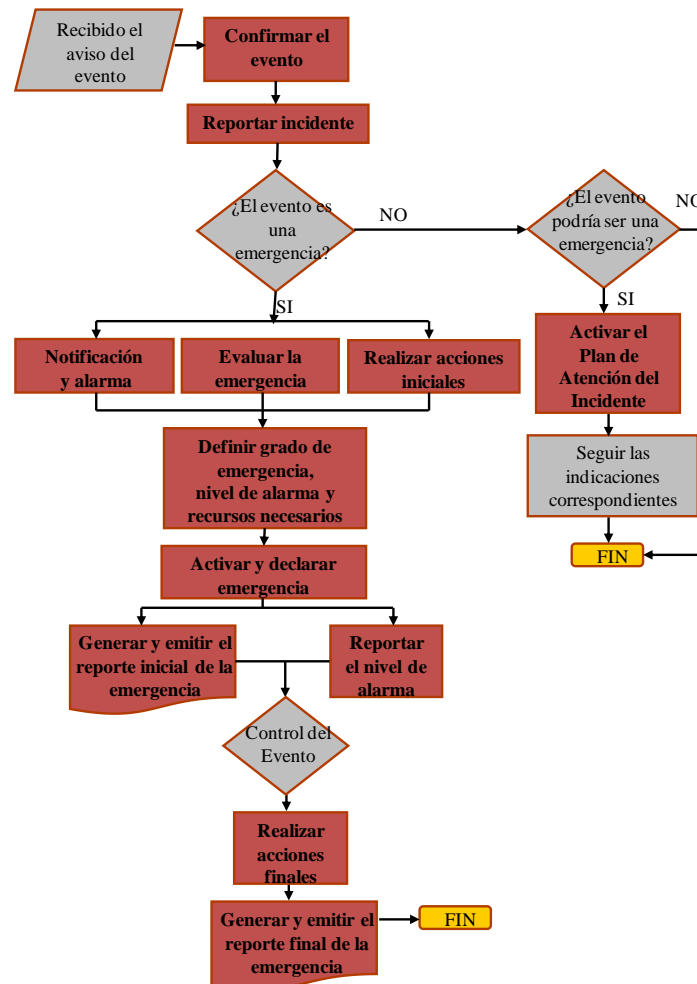 Recibido el
aviso del
evento
Confirmar el
evento
Reportar incidente
¿El evento es
una
emergencia?
NO
¿El evento
podría ser una
emergencia?
NO
SI
SI
Notificación
y alarma
Evaluar la
emergencia
Realizar acciones
iniciales
Activar el
Plan de
Atención del
Incidente
Definir grado de
emergencia,
nivel de alarma y
recursos necesarios
Seguir las
indicaciones
correspondientes
FIN
Activar y declarar
emergencia
Generar y emitir el
reporte inicial de la
emergencia
Reportar
el nivel de
alarma
Control del
Evento
Realizar
acciones
finales
Generar y emitir el
reporte final de la
emergencia
FIN